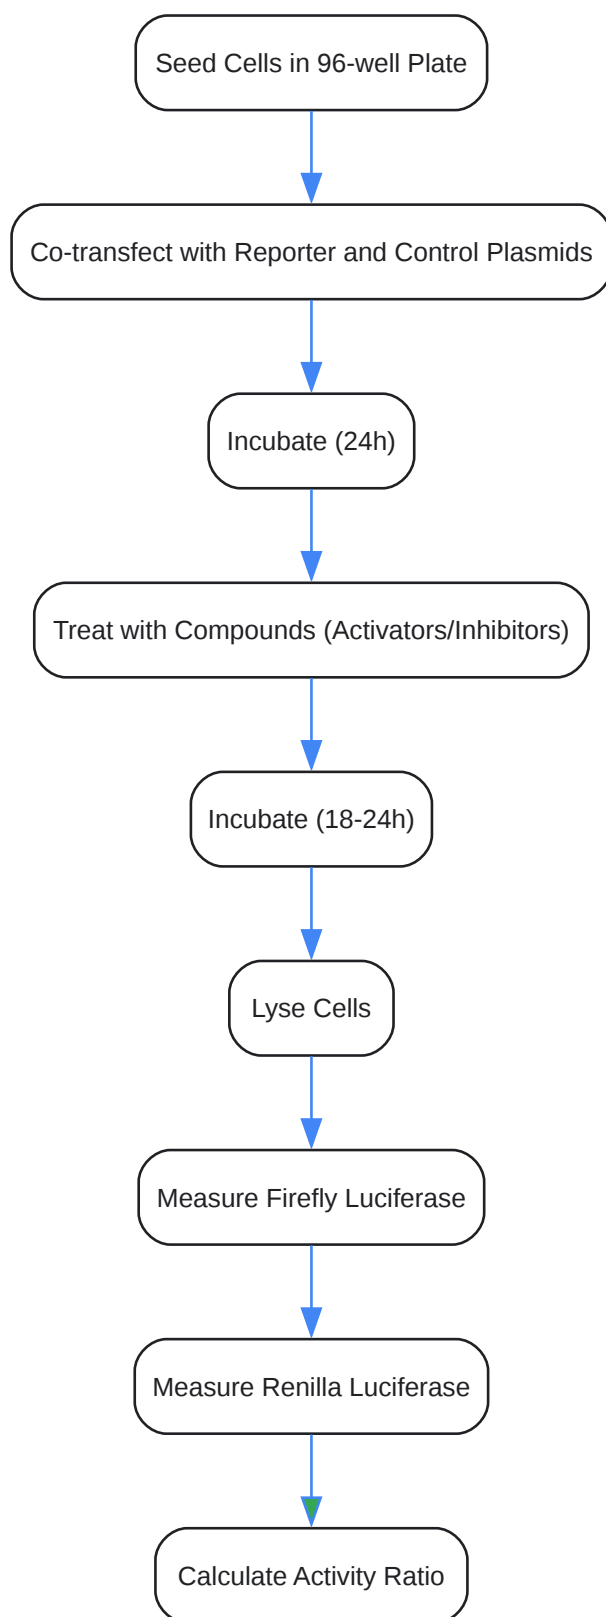 Seed Cells in 96-well Plate
Co-transfect with Reporter and Control Plasmids
Incubate (24h)
Treat with Compounds (Activators/Inhibitors)
Incubate (18-24h)
Lyse Cells
Measure Firefly Luciferase
Measure Renilla Luciferase
Calculate Activity Ratio